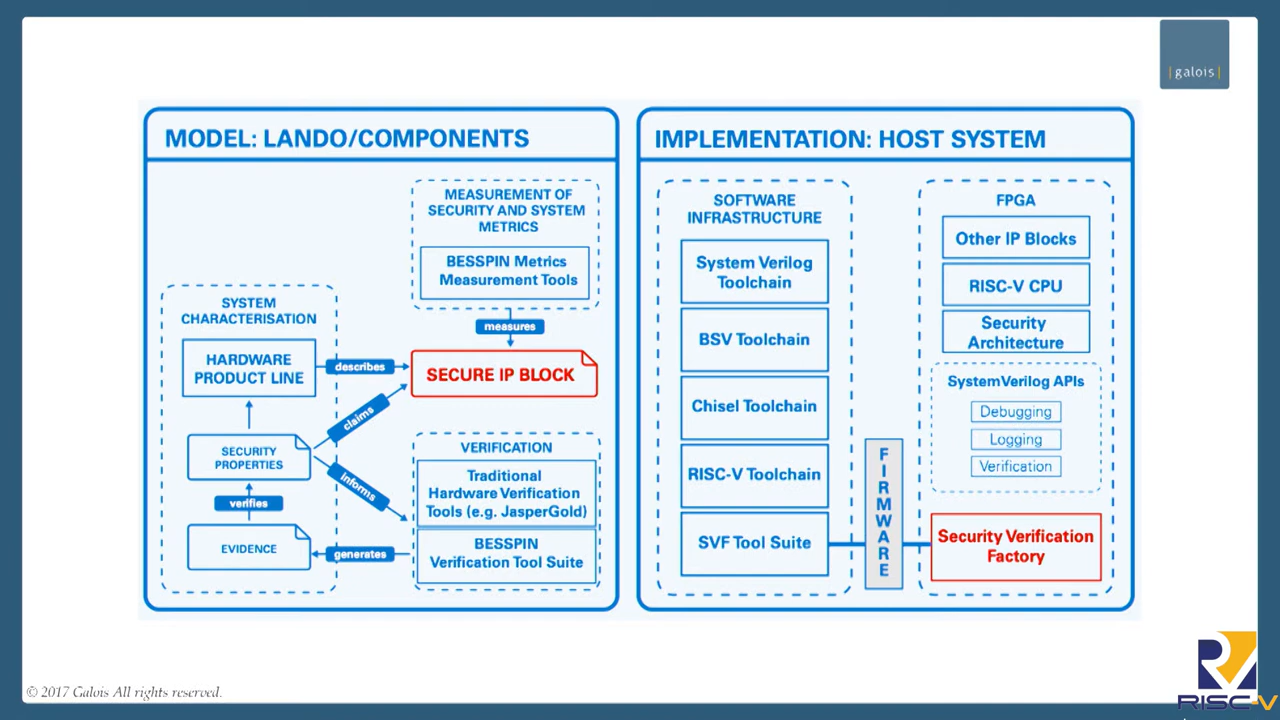 |galois|
MODEL: LANDO/COMPONENTS
MEASUREMENT OF
SECURITY AND SYSTEM
METRICS
BESSPIN Metrics
Measurement Tools
measures
SYSTEM
CHARACTERISATION
HARDWARE
PRODUCT LINE
describes
SECURE IP BLOCK
claims
SECURITY
PROPERTIES
informs
verifies
EVIDENCE
generates
VERIFICATION
Traditional
Hardware Verification
Tools (e.g. JasperGold)
BESSPIN
Verification Tool Suite
IMPLEMENTATION: HOST SYSTEM
SOFTWARE
INFRASTRUCTURE
System Verilog
Toolchain
BSV Toolchain
Chisel Toolchain
RISC-V Toolchain
SVF Tool Suite
FIRMWARE
FPGA
Other IP Blocks
RISC-V CPU
Security
Architecture
SystemVerilog APIs
Debugging
Logging
Verification
Security Verification
Factory
© 2017 Galois All rights reserved.
RISC-V